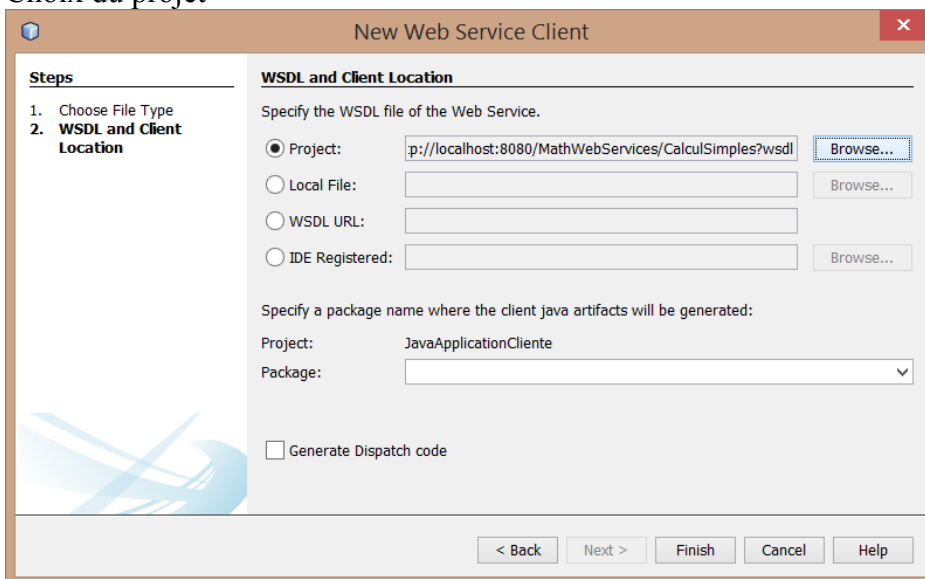 Choix du projet
New Web Service Client
Steps
1. Choose File Type
2. WSDL and Client
Location
WSDL and Client Location
Specify the WSDL file of the Web Service.
Project: :p://localhost:8080/MathWebServices/CalculSimples?wsdl Browse...
Local File: Browse...
WSDL URL:
IDE Registered: Browse...
Specify a package name where the client java artifacts will be generated:
Project: JavaApplicationCliente
Package:
Generate Dispatch code
< Back Next > Finish Cancel Help